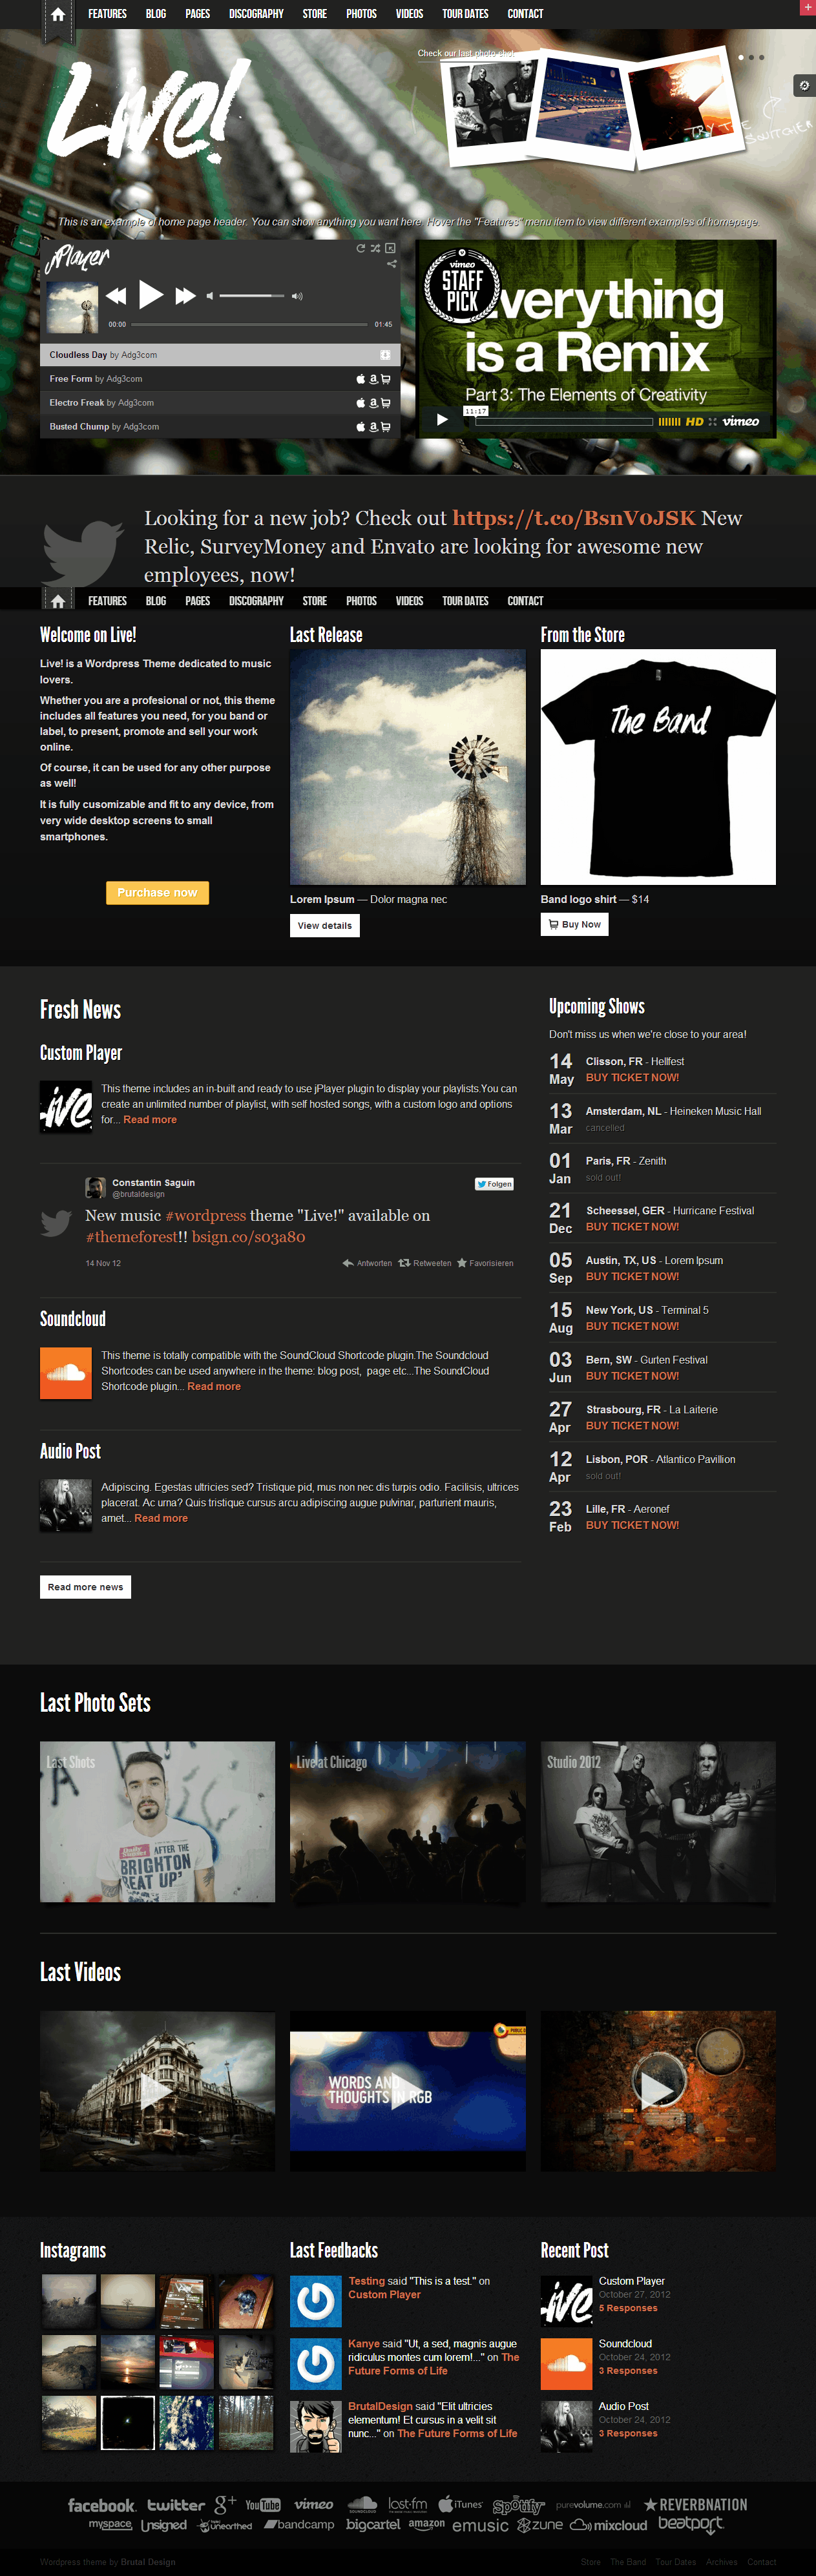 FEATURES BLOG PAGES DISCOGRAPHY STORE PHOTOS VIDEOS TOUR DATES CONTACT
+
Check our last photo shot
Live!
TRY THE SWITCHER
This is an example of home page header. You can show anything you want here. Hover the "Features" menu item to view different examples of homepage.
jPlayer
00:00 01:45
Cloudless Day by Adg3com
Free Form by Adg3com
Electro Freak by Adg3com
Busted Chump by Adg3com
vimeo
STAFF
PICK
verything
is a Remix
Part 3: The Elements of Creativity
11:17
HD vimeo
Looking for a new job? Check out https://t.co/BsnV0JSK New
Relic, SurveyMoney and Envato are looking for awesome new
employees, now!
FEATURES BLOG PAGES DISCOGRAPHY STORE PHOTOS VIDEOS TOUR DATES CONTACT
Welcome on Live!
Live! is a Wordpress Theme dedicated to music
lovers.
Whether you are a profesional or not, this theme
includes all features you need, for you band or
label, to present, promote and sell your work
online.
Of course, it can be used for any other purpose
as well!
It is fully cusomizable and fit to any device, from
very wide desktop screens to small
smartphones.
Purchase now
Last Release
Lorem Ipsum — Dolor magna nec
View details
From the Store
The Band
Band logo shirt — $14
Buy Now
Fresh News
Custom Player
ive
This theme includes an in-built and ready to use jPlayer plugin to display your playlists.You can
create an unlimited number of playlist, with self hosted songs, with a custom logo and options
for... Read more
Constantin Saguin
@brutaldesign
Folgen
New music #wordpress theme "Live!" available on
#themeforest!! bsign.co/s03a80
14 Nov 12 Antworten Retweeten Favorisieren
Soundcloud
This theme is totally compatible with the SoundCloud Shortcode plugin.The Soundcloud
Shortcodes can be used anywhere in the theme: blog post, page etc...The SoundCloud
Shortcode plugin... Read more
Audio Post
Adipiscing. Egestas ultricies sed? Tristique pid, mus non nec dis turpis odio. Facilisis, ultrices
placerat. Ac urna? Quis tristique cursus arcu adipiscing augue pulvinar, parturient mauris,
amet... Read more
Read more news
Upcoming Shows
Don't miss us when we're close to your area!
14 May Clisson, FR - Hellfest
BUY TICKET NOW!
13 Mar Amsterdam, NL - Heineken Music Hall
cancelled
01 Jan Paris, FR - Zenith
sold out!
21 Dec Scheessel, GER - Hurricane Festival
BUY TICKET NOW!
05 Sep Austin, TX, US - Lorem Ipsum
BUY TICKET NOW!
15 Aug New York, US - Terminal 5
BUY TICKET NOW!
03 Jun Bern, SW - Gurten Festival
BUY TICKET NOW!
27 Apr Strasbourg, FR - La Laiterie
BUY TICKET NOW!
12 Apr Lisbon, POR - Atlantico Pavillion
sold out!
23 Feb Lille, FR - Aeronef
BUY TICKET NOW!
Last Photo Sets
Last Shots
AFTER THE
BRIGHTON
BEAT UP'
Live at Chicago
Studio 2012
Last Videos
WORDS AND
THOUGHTS IN RGB
Instagrams
Last Feedbacks
Testing said "This is a test." on
Custom Player
Kanye said "Ut, a sed, magnis augue
ridiculus montes cum lorem!..." on The
Future Forms of Life
BrutalDesign said "Elit ultricies
elementum! Et cursus in a velit sit
nunc..." on The Future Forms of Life
Recent Post
ive
Custom Player
October 27, 2012
5 Responses
Soundcloud
October 24, 2012
3 Responses
Audio Post
October 24, 2012
3 Responses
facebook twitter g+ YouTube vimeo SOUNDCLOUD last.fm iTunes Spotify purevolume.com REVERBNATION
myspace Unsigned unearthed bandcamp bigcartel amazon emusic ZUNE mixcloud beatport
Wordpress theme by Brutal Design
Store The Band Tour Dates Archives Contact